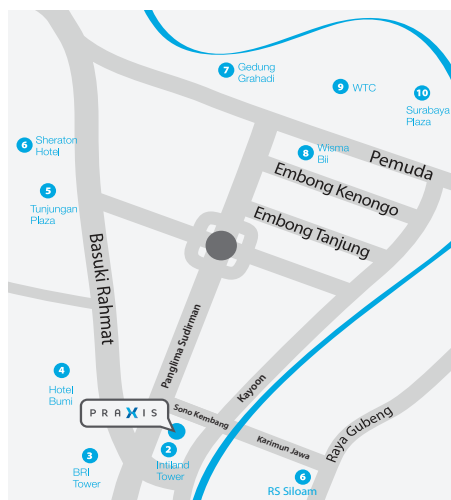 7
Gedung
Grahadi
9
WTC
10
Surabaya
Plaza
6
Sheraton
Hotel
8
Wisma
Bii
Pemuda
5
Tunjungan
Plaza
Embong Kenongo
Embong Tanjung
Basuki Rahmat
Panglima Sudirman
4
Hotel
Bumi
Kayoon
PRAXIS
Sono Kembang
Karimun Jawa
Raya Gubeng
3
BRI
Tower
2
Intiland
Tower
6
RS Siloam